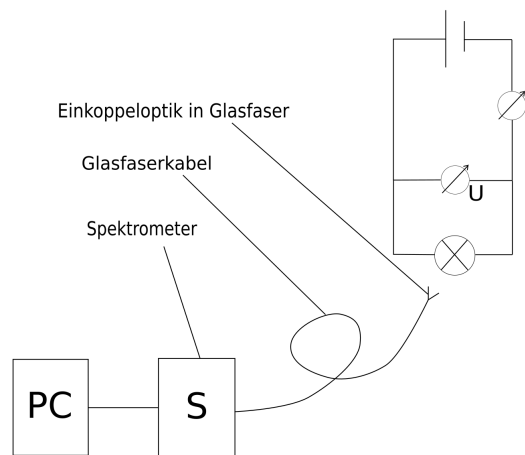 Einkoppeloptik in Glasfaser
Glasfaserkabel
U
Spektrometer
PC
S